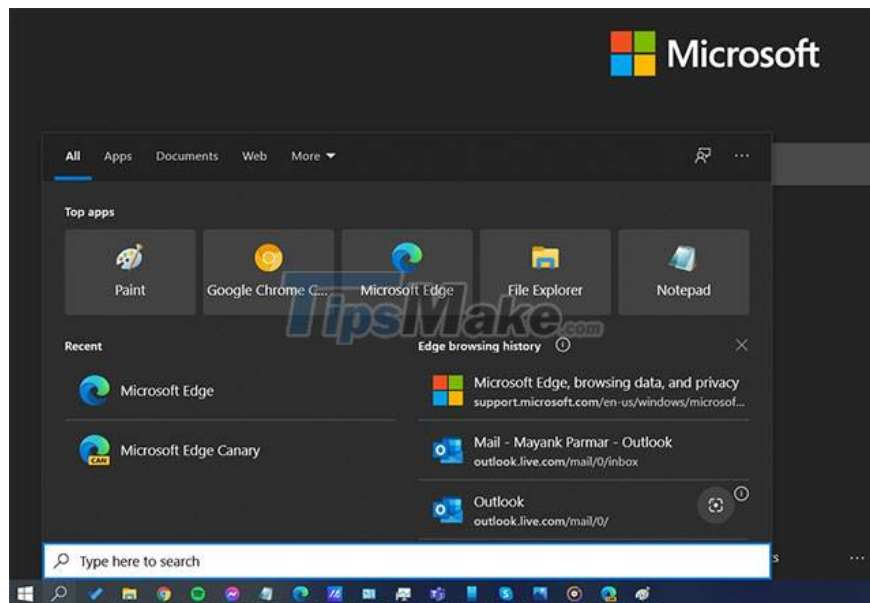 Microsoft
All Apps Documents Web More
Top apps
Paint Google Chrome C... Microsoft Edge File Explorer Notepad
TipsMake.com
Recent
Edge browsing history
Microsoft Edge
Microsoft Edge, browsing data, and privacy
support.microsoft.com/en-us/windows/microsof...
Microsoft Edge Canary
CAN
Mail - Mayank Parmar - Outlook
outlook.live.com/mail/0/inbox
Outlook
outlook.live.com/mail/0/
Type here to search